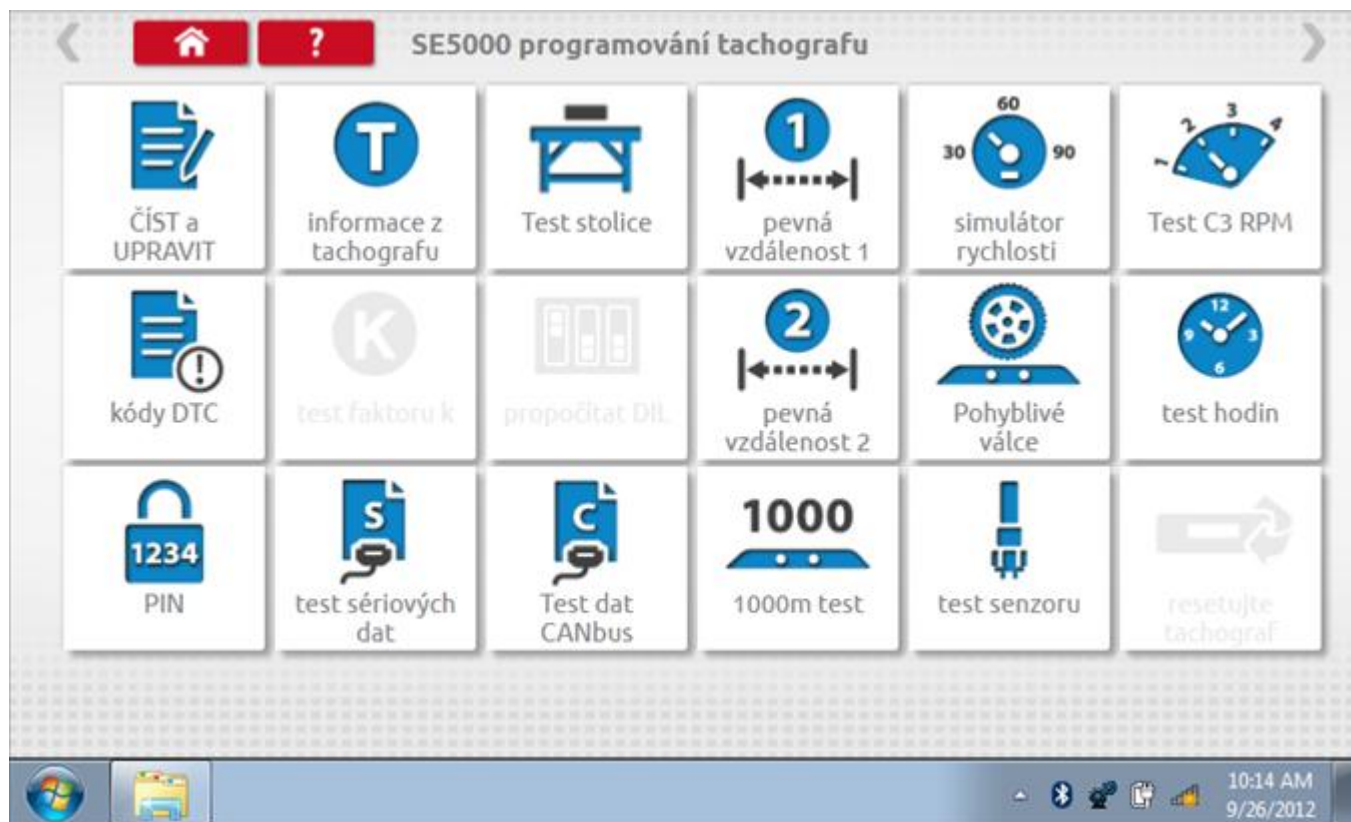 ? SE5000 programování tachografu
ČÍST a
UPRAVIT
T
informace z
tachografu
Test stolice
1
pevná
vzdálenost 1
30 60 90
simulátor
rychlosti
1 2 3 4
Test C3 RPM
kódy DTC
K
test faktoru k
propočítat DIL
2
pevná
vzdálenost 2
Pohyblivé
válce
12
9 3
6
test hodin
1234
PIN
S
test sériových
dat
C
Test dat
CANbus
1000
1000m test
test senzoru
resetujte
tachograf
10:14 AM
9/26/2012